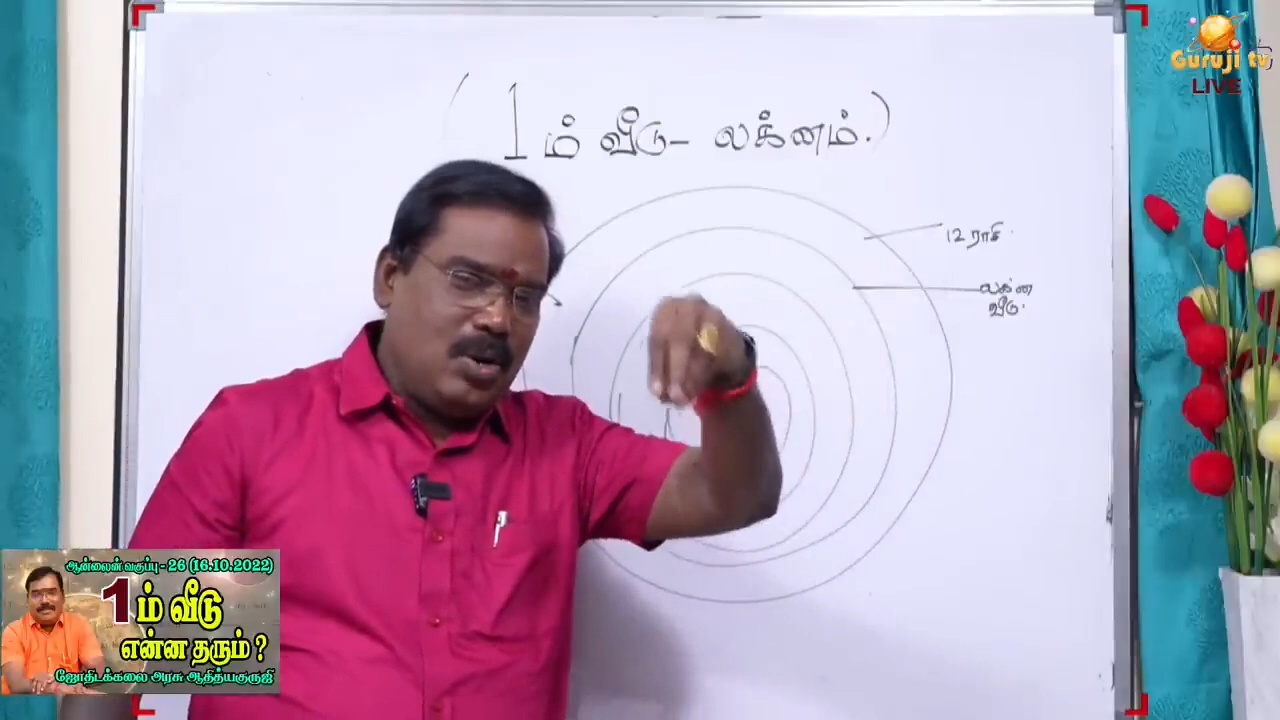 Guruji tv
LIVE
(1ம் வீடு- லக்னம்.)
12 ராசி.
லக்ன
வீடு.
ஆன்லைன் வகுப்பு - 26 (16.10.2022)
1ம் வீடு
என்ன தரும் ?
ஜோதிடக்கலை அரசு ஆதித்யகுருஜி